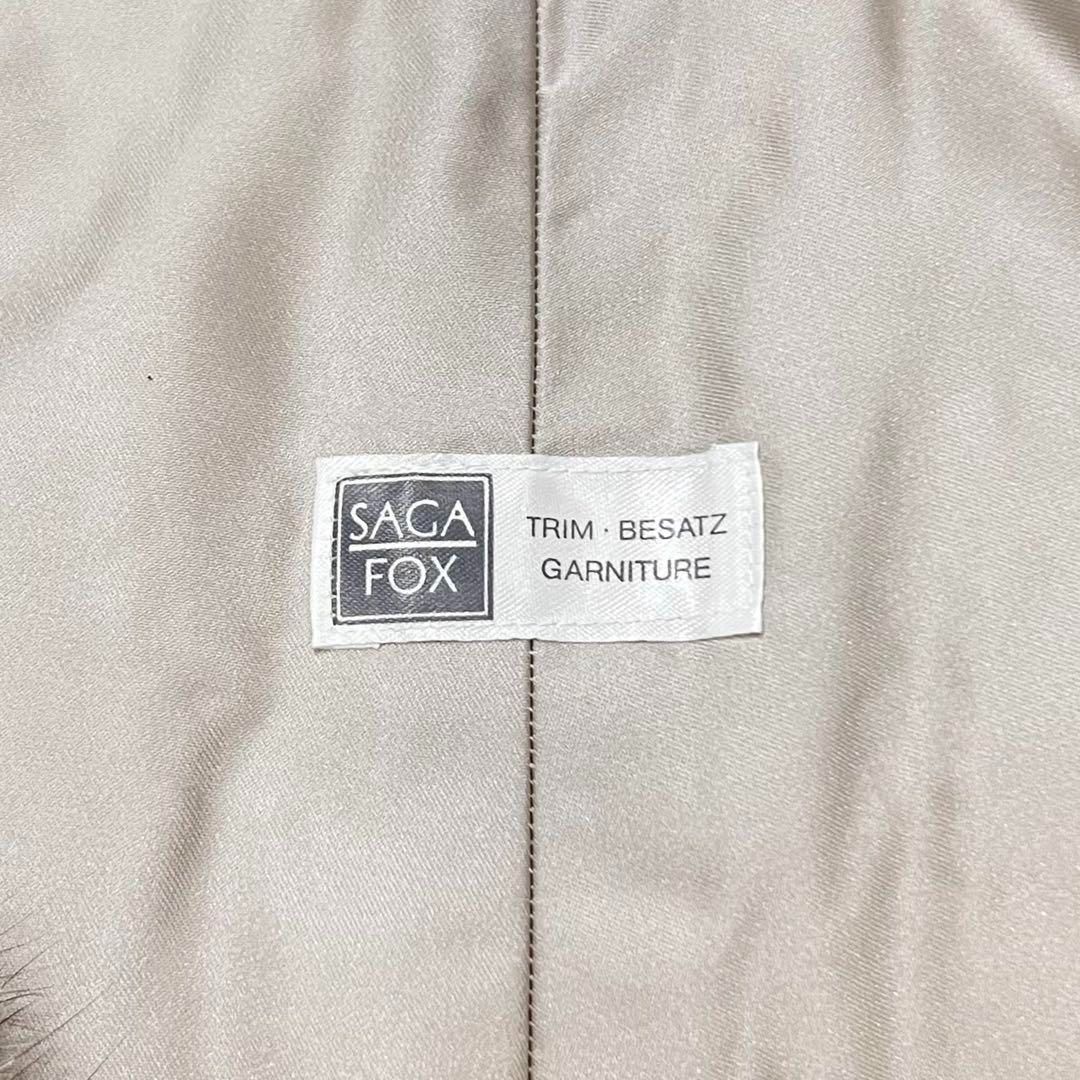 SAGA
FOX
TRIM · BESATZ
GARNITURE